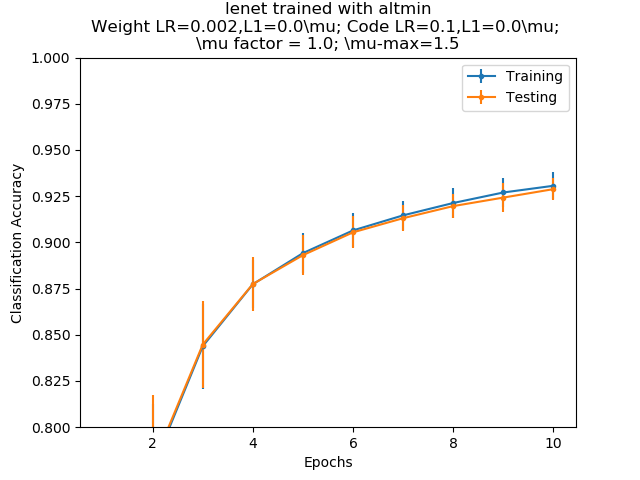 lenet trained with altmin
Weight LR=0.002,L1=0.0\mu; Code LR=0.1,L1=0.0\mu;
\mu factor = 1.0; \mu-max=1.5
Training
Testing
1.000
0.975
0.950
0.925
0.900
0.875
0.850
0.825
0.800
Classification Accuracy
2 4 6 8 10
Epochs